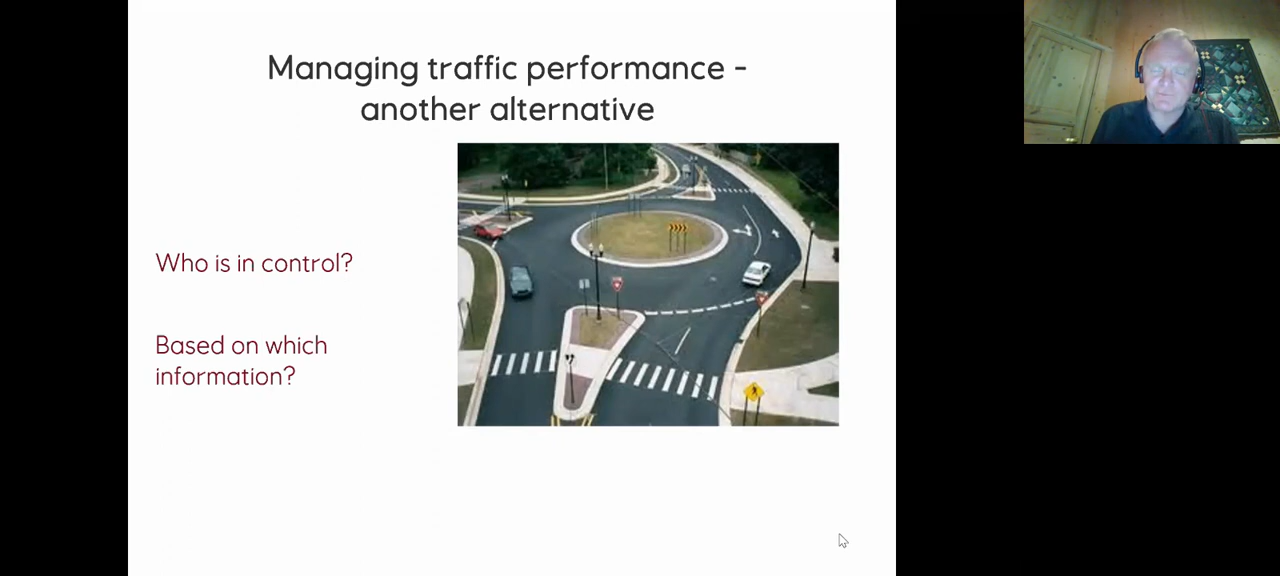 Managing traffic performance -
another alternative
Who is in control?
Based on which
information?